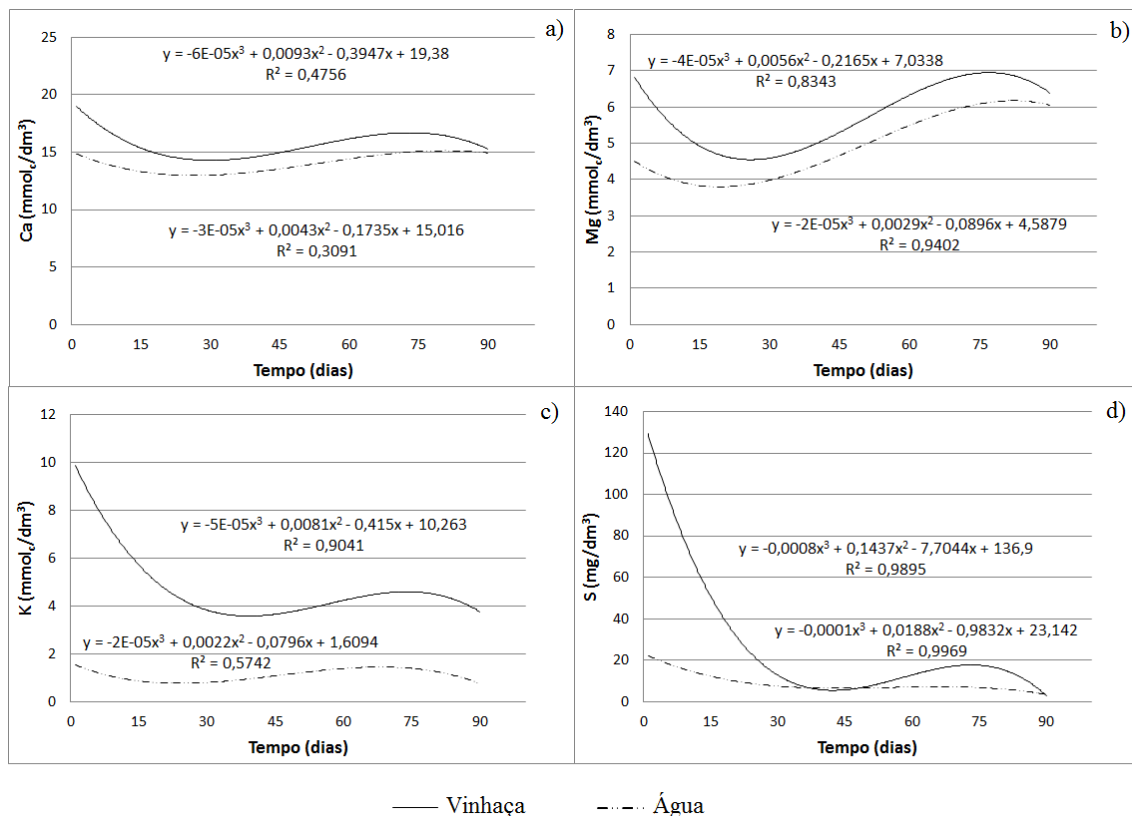 a)
y = -6E-05x³ + 0,0093x² - 0,3947x + 19,38
R² = 0,4756
y = -3E-05x³ + 0,0043x² - 0,1735x + 15,016
R² = 0,3091
Ca (mmolc/dm³)
25
20
15
10
5
0
0 15 30 45 60 75 90
Tempo (dias)
b)
y = -4E-05x³ + 0,0056x² - 0,2165x + 7,0338
R² = 0,8343
y = -2E-05x³ + 0,0029x² - 0,0896x + 4,5879
R² = 0,9402
Mg (mmolc/dm³)
8
7
6
5
4
3
2
1
0
0 15 30 45 60 75 90
Tempo (dias)
c)
y = -5E-05x³ + 0,0081x² - 0,415x + 10,263
R² = 0,9041
y = -2E-05x³ + 0,0022x² - 0,0796x + 1,6094
R² = 0,5742
K (mmolc/dm³)
12
10
8
6
4
2
0
0 15 30 45 60 75 90
Tempo (dias)
d)
y = -0,0008x³ + 0,1437x² - 7,7044x + 136,9
R² = 0,9895
y = -0,0001x³ + 0,0188x² - 0,9832x + 23,142
R² = 0,9969
S (mg/dm³)
140
120
100
80
60
40
20
0
0 15 30 45 60 75 90
Tempo (dias)
Vinhaça Água